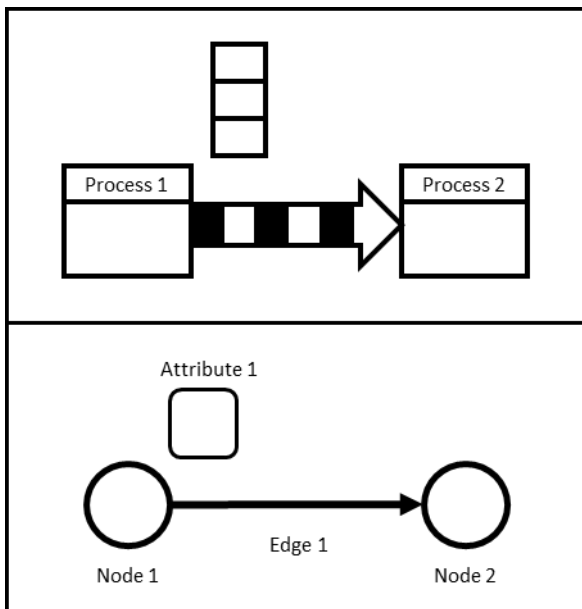 Process 1
Process 2
Attribute 1
Edge 1
Node 1
Node 2